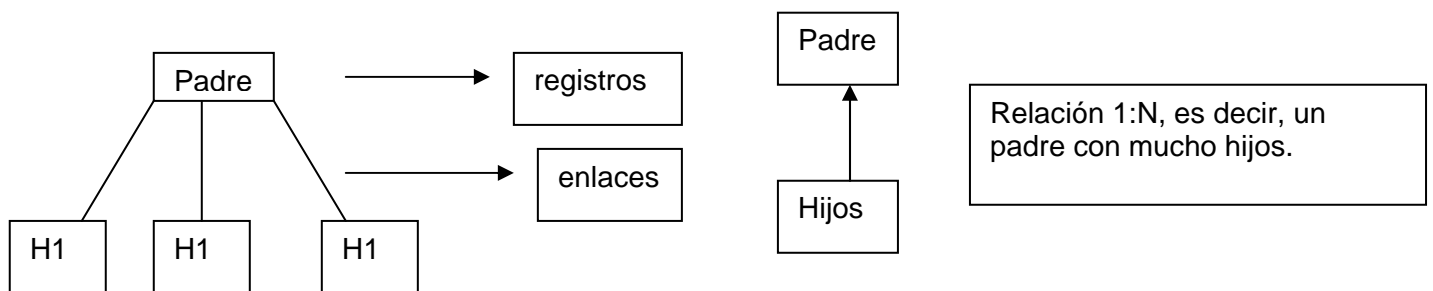 Padre
registros
enlaces
H1
H1
H1
Padre
Hijos
Relación 1:N, es decir, un
padre con mucho hijos.